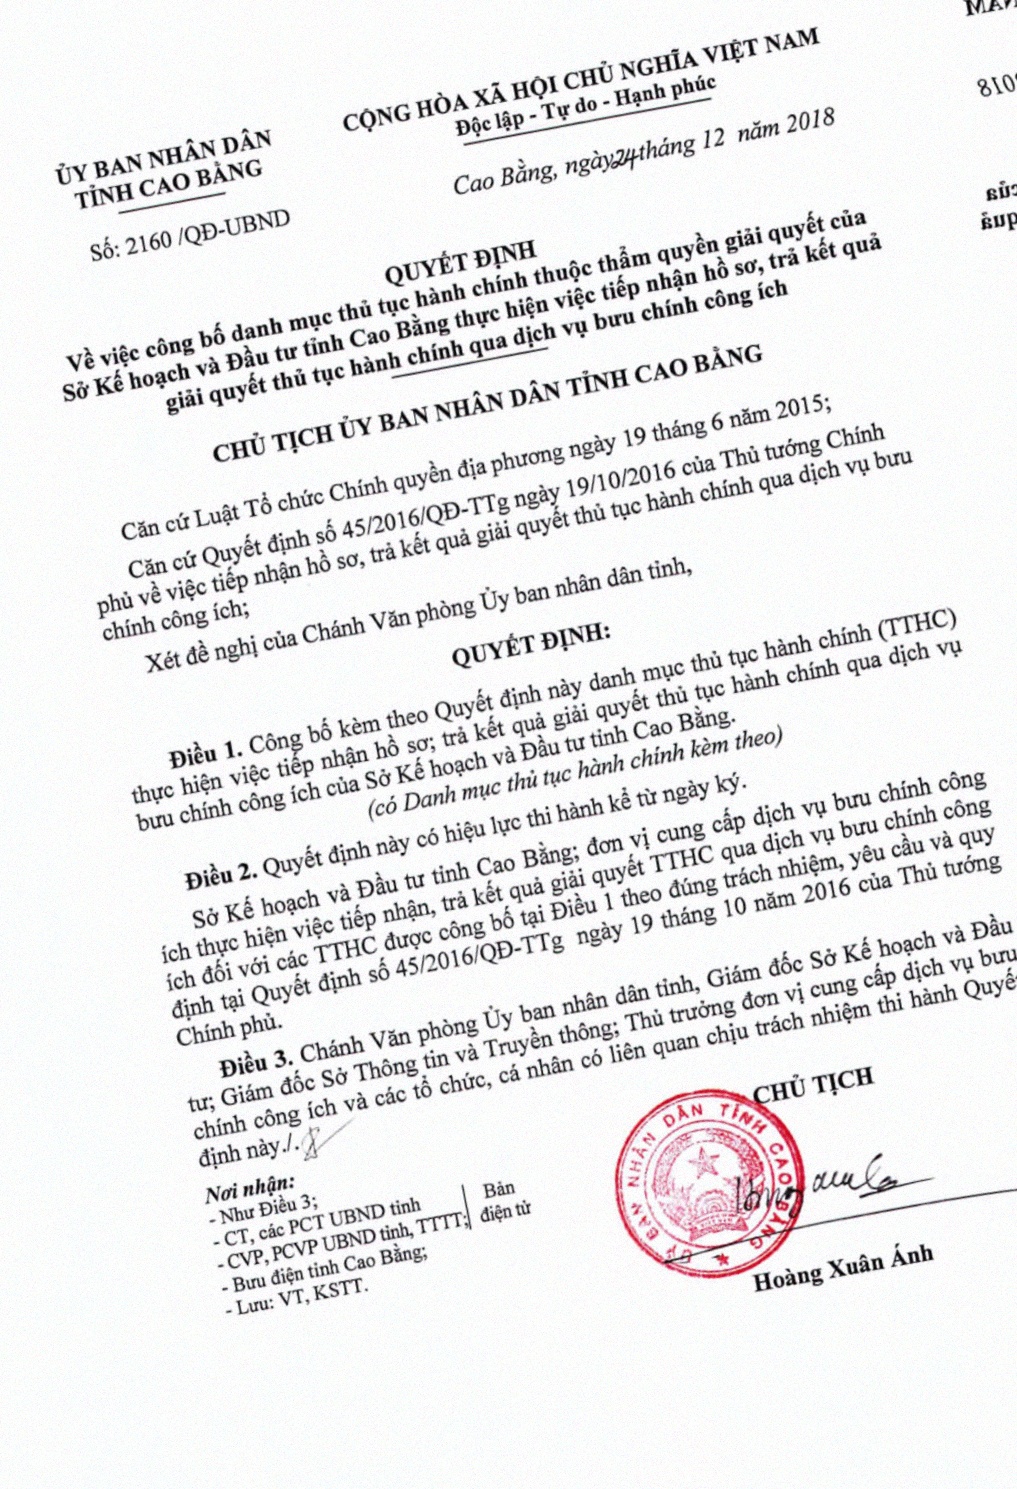 ỦY BAN NHÂN DÂN
TỈNH CAO BẰNG
Số: 2160 /QĐ-UBND
CỘNG HÒA XÃ HỘI CHỦ NGHĨA VIỆT NAM
Độc lập - Tự do - Hạnh phúc
Cao Bằng, ngày 24 tháng 12 năm 2018
QUYẾT ĐỊNH
Về việc công bố danh mục thủ tục hành chính thuộc thẩm quyền giải quyết của
Sở Kế hoạch và Đầu tư tỉnh Cao Bằng thực hiện việc tiếp nhận hồ sơ, trả kết quả
giải quyết thủ tục hành chính qua dịch vụ bưu chính công ích
CHỦ TỊCH ỦY BAN NHÂN DÂN TỈNH CAO BẰNG
Căn cứ Luật Tổ chức Chính quyền địa phương ngày 19 tháng 6 năm 2015;
Căn cứ Quyết định số 45/2016/QĐ-TTg ngày 19/10/2016 của Thủ tướng Chính
phủ về việc tiếp nhận hồ sơ, trả kết quả giải quyết thủ tục hành chính qua dịch vụ bưu
chính công ích;
Xét đề nghị của Chánh Văn phòng Ủy ban nhân dân tỉnh,
QUYẾT ĐỊNH:
Điều 1. Công bố kèm theo Quyết định này danh mục thủ tục hành chính (TTHC)
thực hiện việc tiếp nhận hồ sơ; trả kết quả giải quyết thủ tục hành chính qua dịch vụ
bưu chính công ích của Sở Kế hoạch và Đầu tư tỉnh Cao Bằng.
(có Danh mục thủ tục hành chính kèm theo)
Điều 2. Quyết định này có hiệu lực thi hành kể từ ngày ký.
Sở Kế hoạch và Đầu tư tỉnh Cao Bằng; đơn vị cung cấp dịch vụ bưu chính công
ích thực hiện việc tiếp nhận, trả kết quả giải quyết TTHC qua dịch vụ bưu chính công
ích đối với các TTHC được công bố tại Điều 1 theo đúng trách nhiệm, yêu cầu và quy
định tại Quyết định số 45/2016/QĐ-TTg ngày 19 tháng 10 năm 2016 của Thủ tướng
Chính phủ.
Điều 3. Chánh Văn phòng Ủy ban nhân dân tỉnh, Giám đốc Sở Kế hoạch và Đầu
tư; Giám đốc Sở Thông tin và Truyền thông; Thủ trưởng đơn vị cung cấp dịch vụ bưu
chính công ích và các tổ chức, cá nhân có liên quan chịu trách nhiệm thi hành Quyế
định này./.
Nơi nhận:
- Như Điều 3;
- CT, các PCT UBND tỉnh
- CVP, PCVP UBND tỉnh, TTTT;
- Bưu điện tỉnh Cao Bằng;
- Lưu: VT, KSTT.
Bản
điện tử
CHỦ TỊCH
ỦY BAN NHÂN DÂN TỈNH CAO BẰNG
Hoàng Xuân Ánh